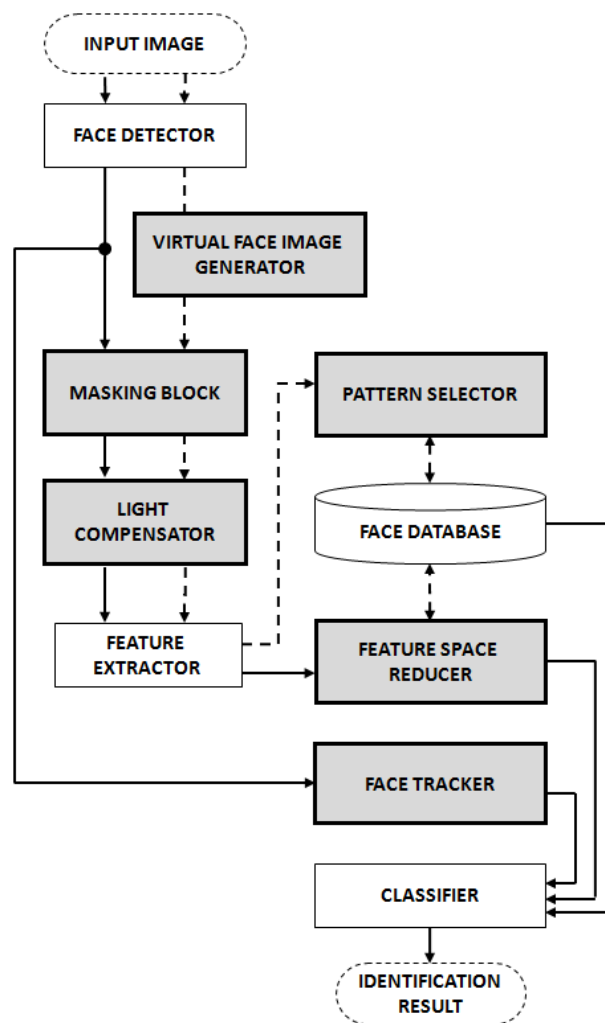 INPUT IMAGE
FACE DETECTOR
VIRTUAL FACE IMAGE
GENERATOR
MASKING BLOCK
PATTERN SELECTOR
LIGHT
COMPENSATOR
FACE DATABASE
FEATURE
EXTRACTOR
FEATURE SPACE
REDUCER
FACE TRACKER
CLASSIFIER
IDENTIFICATION
RESULT